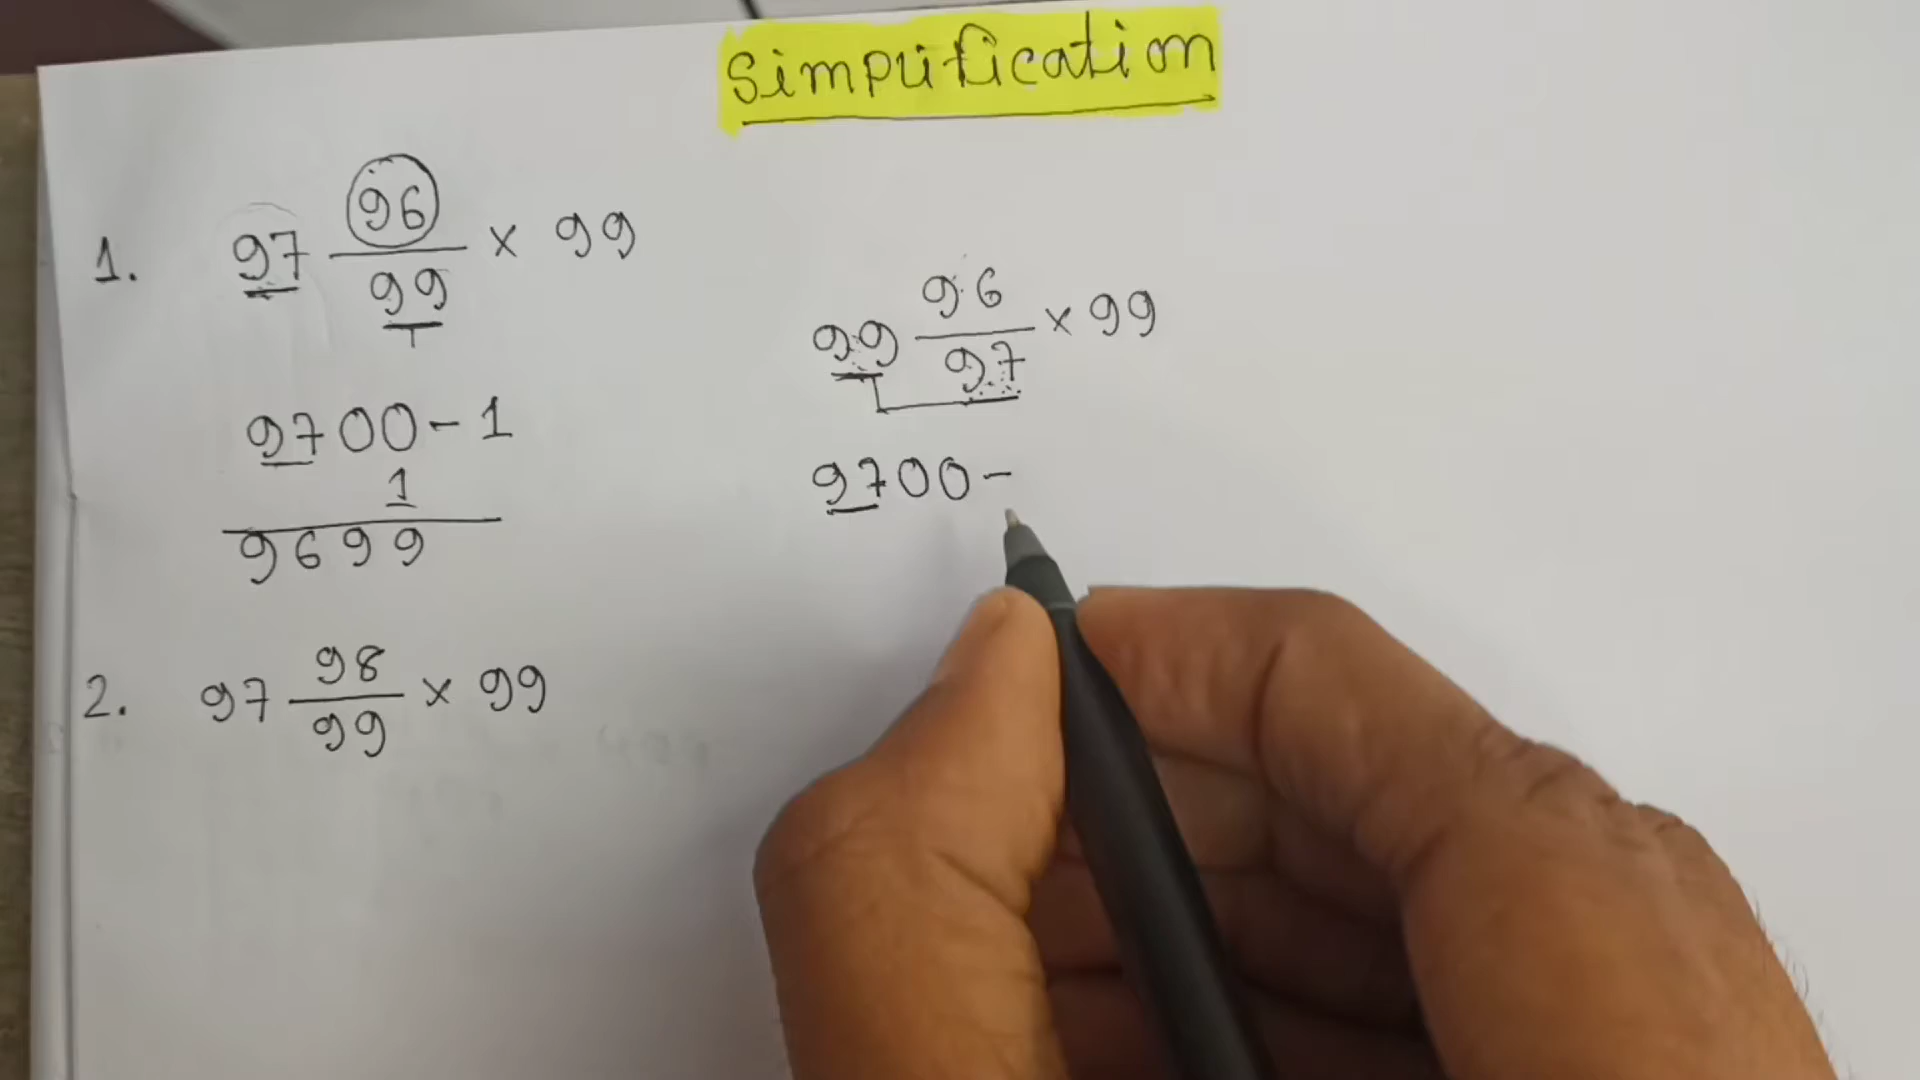 Simplification
1. 97 96/99 × 99
9700 - 1
1
9699
99 96/97 × 99
9700 -
2. 97 98/99 × 99